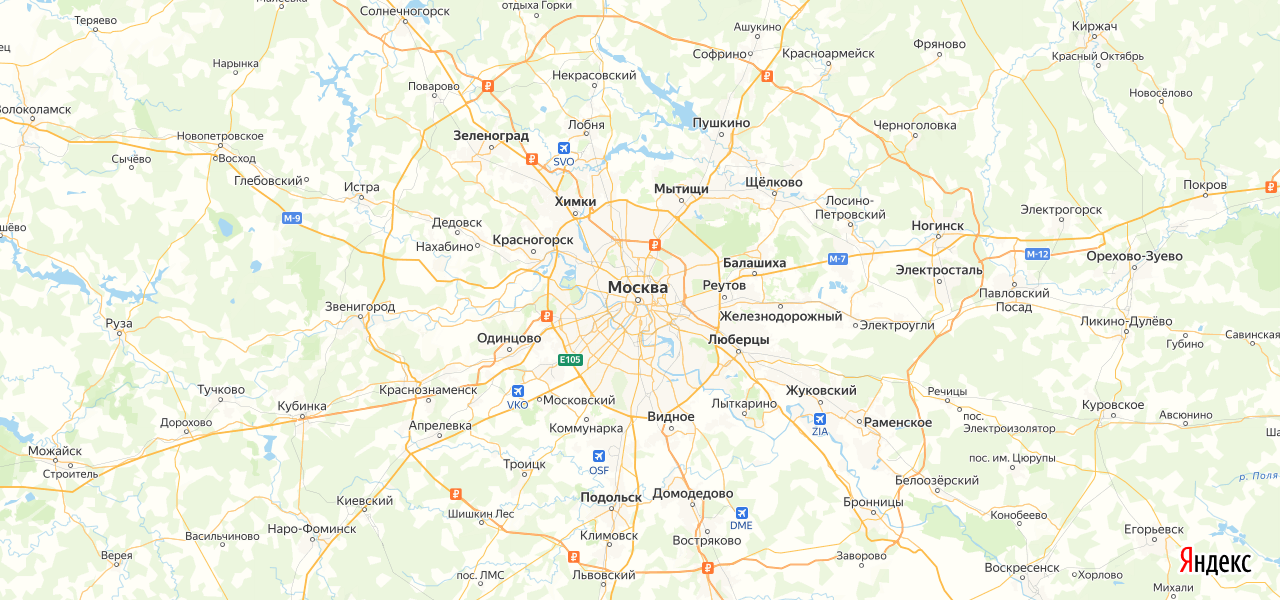 Теряево
Солнечногорск
отдыха Горки
Ашукино
Киржач
Нарынка
Некрасовский
Софрино
Красноармейск
Фряново
Красный Октябрь
Поварово
Новосёлово
Волоколамск
Новопетровское
Зеленоград
Лобня
Пушкино
Черноголовка
Сычёво
Восход
SVO
Глебовский
Истра
Мытищи
Щёлково
Покров
Химки
Лосино-
Петровский
Электрогорск
М-9
Дедовск
Ногинск
Нахабино
Красногорск
Балашиха
М-7
М-12
Орехово-Зуево
Электросталь
Москва
Реутов
Павловский
Посад
Звенигород
Железнодорожный
Руза
Электроугли
Ликино-Дулёво
Савинская
Одинцово
Люберцы
Губино
E105
Тучково
Краснознаменск
VKO
Московский
Жуковский
Речицы
Кубинка
Лыткарино
Куровское
Авсюнино
Дорохово
Апрелевка
Коммунарка
Видное
ZIA
Раменское
пос.
Электроизолятор
Можайск
Троицк
OSF
пос. им. Цюрупы
Строитель
Белоозёрский
р. Поля
Киевский
Подольск
Домодедово
Бронницы
Шишкин Лес
DME
Конобеево
Наро-Фоминск
Васильчиново
Климовск
Востряково
Егорьевск
Верея
Заворово
пос. ЛМС
Львовский
Воскресенск
Хорлово
Яндекс
Михали